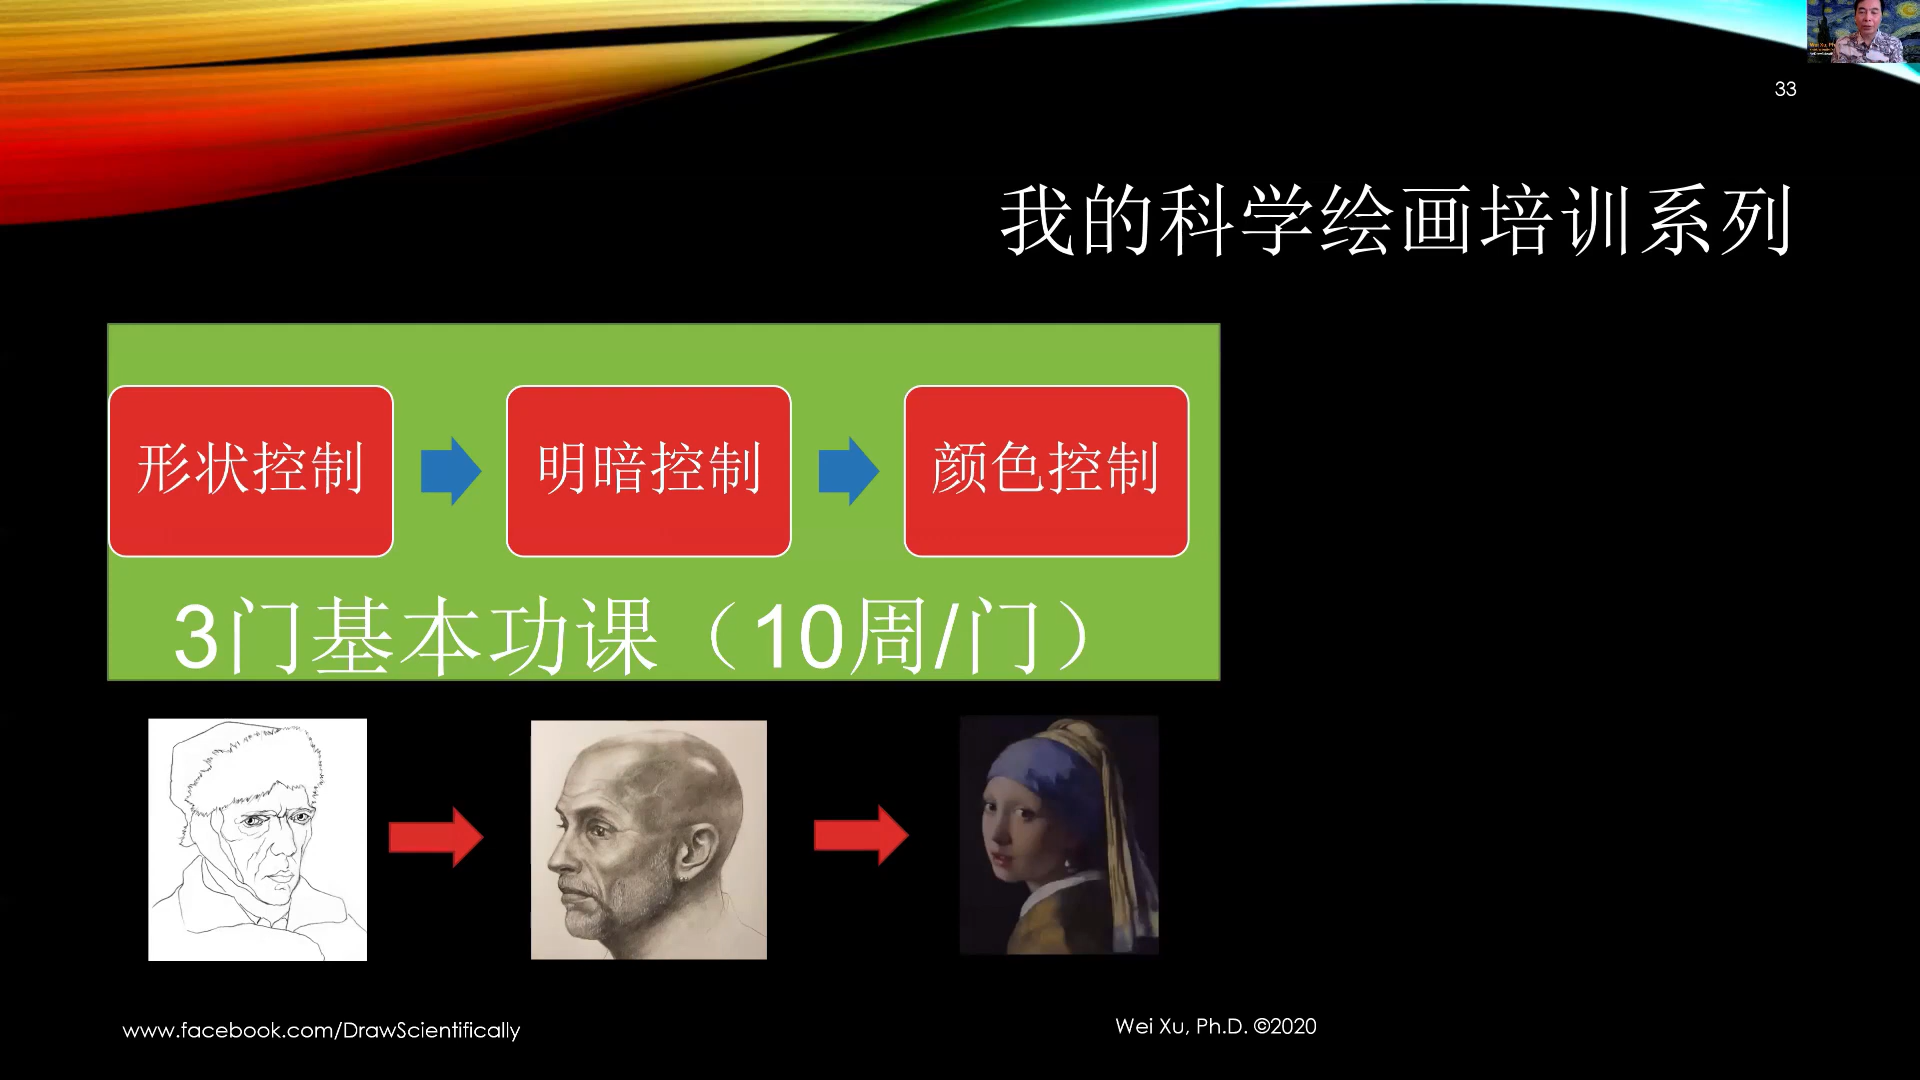 33
我的科学绘画培训系列
形状控制
明暗控制
颜色控制
3门基本功课（10周/门）
www.facebook.com/DrawScientifically
Wei Xu, Ph.D. ©2020